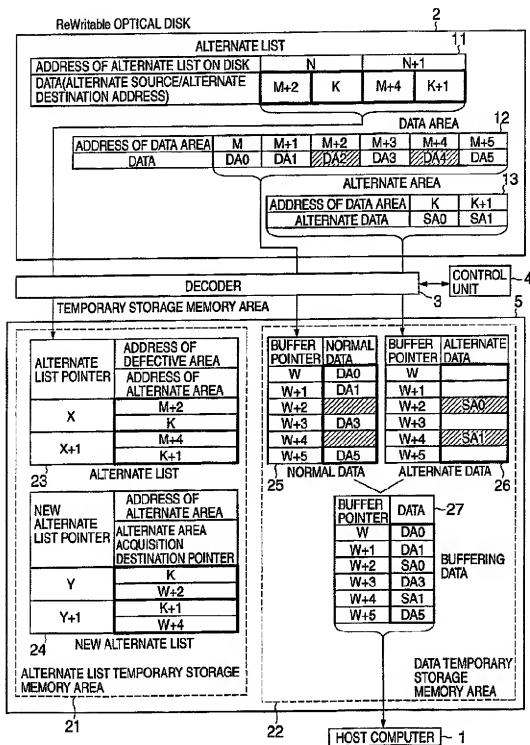 ReWritable OPTICAL DISK
2
ALTERNATE LIST
11
ADDRESS OF ALTERNATE LIST ON DISK N N+1
DATA(ALTERNATE SOURCE/ALTERNATE DESTINATION ADDRESS) M+2 K M+4 K+1
DATA AREA
12
ADDRESS OF DATA AREA M M+1 M+2 M+3 M+4 M+5
DATA DA0 DA1 DA2 DA3 DA4 DA5
ALTERNATE AREA
13
ADDRESS OF DATA AREA K K+1
ALTERNATE DATA SA0 SA1
DECODER
3
CONTROL UNIT
4
TEMPORARY STORAGE MEMORY AREA
5
ALTERNATE LIST POINTER
ADDRESS OF DEFECTIVE AREA
ADDRESS OF ALTERNATE AREA
X
M+2
K
X+1
M+4
K+1
23
ALTERNATE LIST
NEW ALTERNATE LIST POINTER
ADDRESS OF ALTERNATE AREA
ALTERNATE AREA ACQUISITION DESTINATION POINTER
Y
K
W+2
Y+1
K+1
W+4
24
NEW ALTERNATE LIST
ALTERNATE LIST TEMPORARY STORAGE MEMORY AREA
21
BUFFER POINTER NORMAL DATA
W DA0
W+1 DA1
W+2
W+3 DA3
W+4
W+5 DA5
25
NORMAL DATA
BUFFER POINTER ALTERNATE DATA
W
W+1
W+2 SA0
W+3
W+4 SA1
W+5
ALTERNATE DATA
26
BUFFER POINTER DATA
27
W DA0
W+1 DA1
W+2 SA0
W+3 DA3
W+4 SA1
W+5 DA5
BUFFERING DATA
DATA TEMPORARY STORAGE MEMORY AREA
22
HOST COMPUTER
1